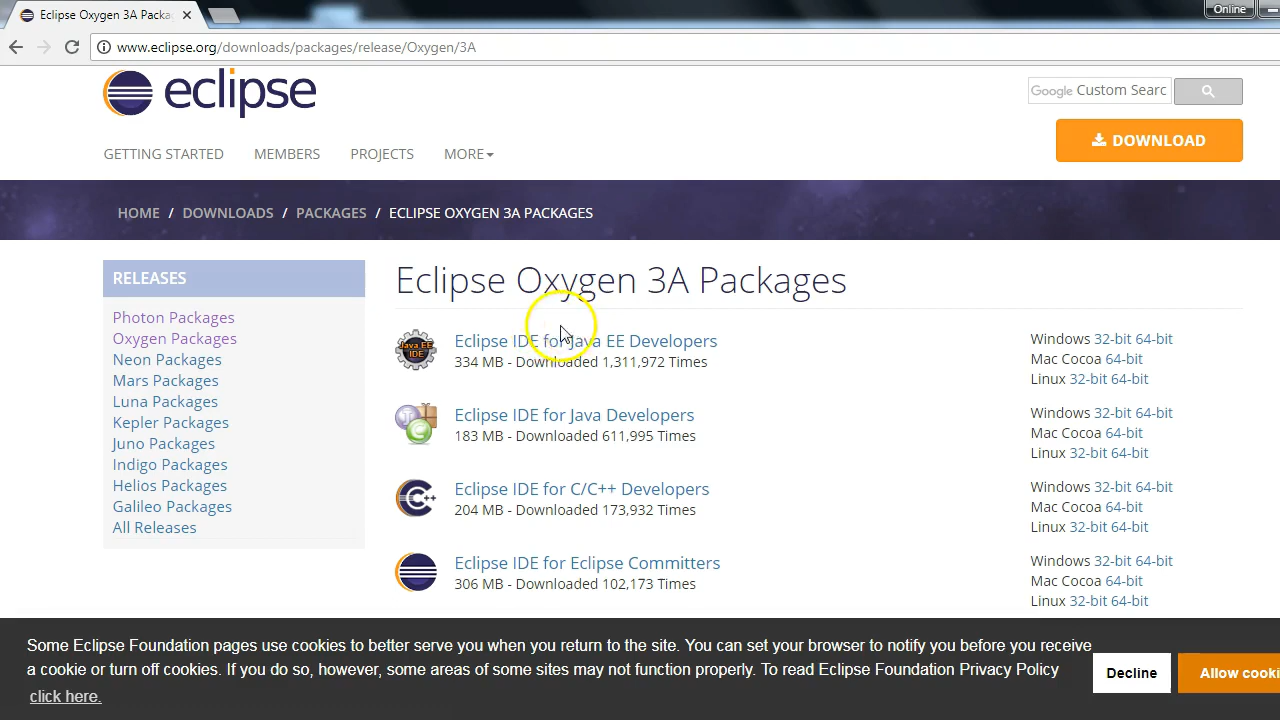 Eclipse Oxygen 3A Packa
Online
www.eclipse.org/downloads/packages/release/Oxygen/3A
eclipse
Google Custom Searc
DOWNLOAD
GETTING STARTED MEMBERS PROJECTS MORE
HOME / DOWNLOADS / PACKAGES / ECLIPSE OXYGEN 3A PACKAGES
RELEASES
Photon Packages
Oxygen Packages
Neon Packages
Mars Packages
Luna Packages
Kepler Packages
Juno Packages
Indigo Packages
Helios Packages
Galileo Packages
All Releases
Eclipse Oxygen 3A Packages
Java EE
IDE
Eclipse IDE for Java EE Developers
334 MB - Downloaded 1,311,972 Times
Windows 32-bit 64-bit
Mac Cocoa 64-bit
Linux 32-bit 64-bit
Eclipse IDE for Java Developers
183 MB - Downloaded 611,995 Times
Windows 32-bit 64-bit
Mac Cocoa 64-bit
Linux 32-bit 64-bit
C++
Eclipse IDE for C/C++ Developers
204 MB - Downloaded 173,932 Times
Windows 32-bit 64-bit
Mac Cocoa 64-bit
Linux 32-bit 64-bit
Eclipse IDE for Eclipse Committers
306 MB - Downloaded 102,173 Times
Windows 32-bit 64-bit
Mac Cocoa 64-bit
Linux 32-bit 64-bit
Some Eclipse Foundation pages use cookies to better serve you when you return to the site. You can set your browser to notify you before you receive
a cookie or turn off cookies. If you do so, however, some areas of some sites may not function properly. To read Eclipse Foundation Privacy Policy
click here.
Decline
Allow cooki